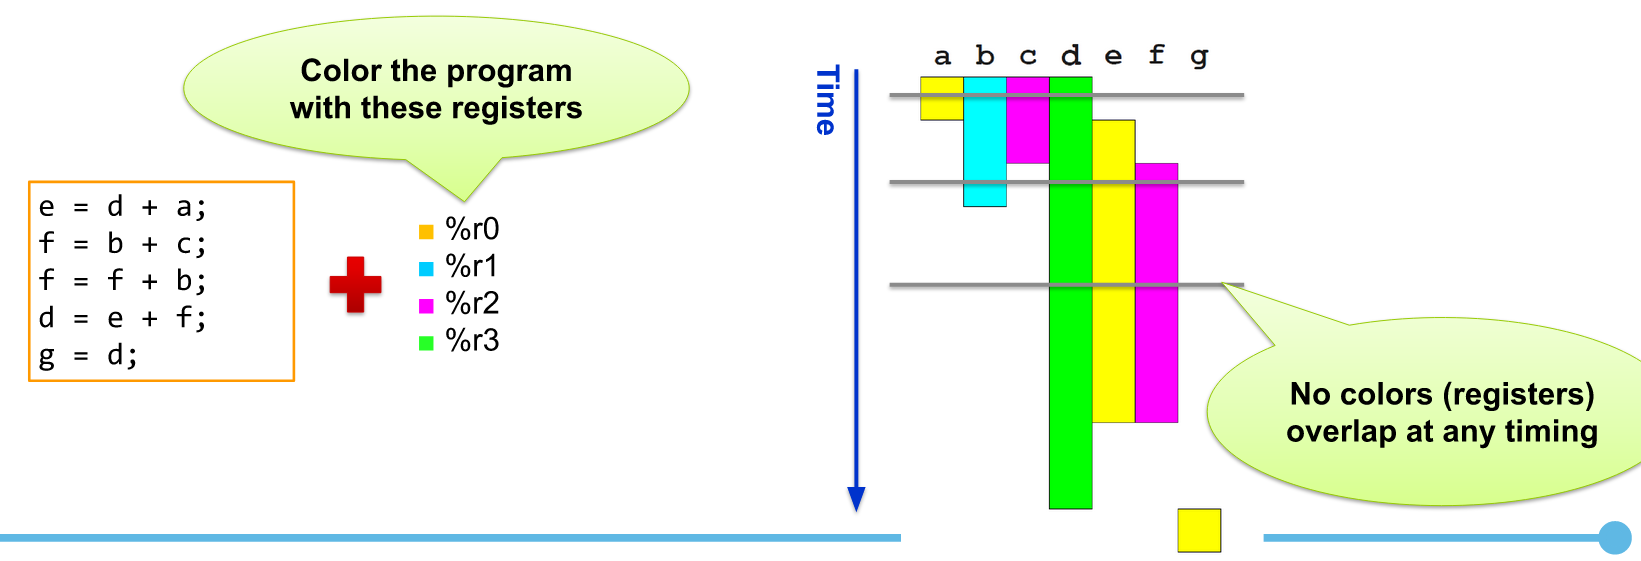 Color the program
with these registers
e = d + a;
f = b + c;
f = f + b;
d = e + f;
g = d;
%r0
%r1
%r2
%r3
Time
a b c d e f g
No colors (registers)
overlap at any timing